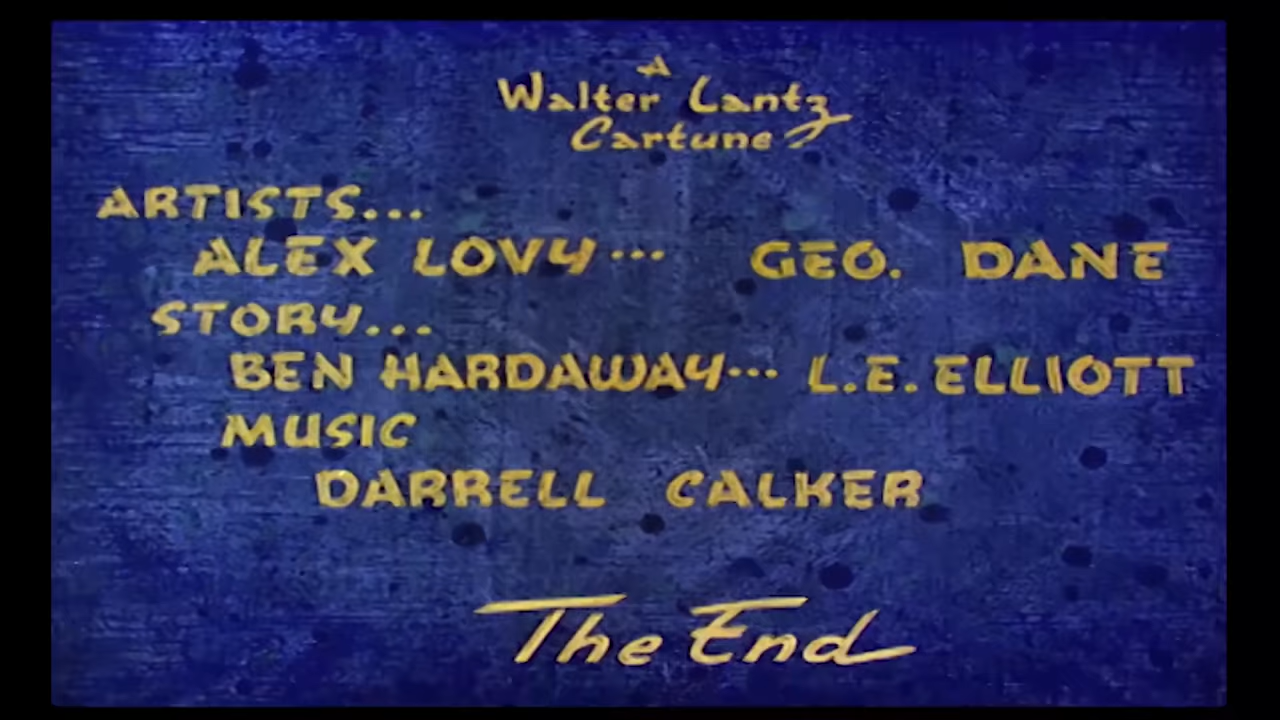 A
Walter Lantz
Cartune
ARTISTS...
ALEX LOVY... GEO. DANE
STORY...
BEN HARDAWAY... L.E. ELLIOTT
MUSIC
DARRELL CALKER
The End